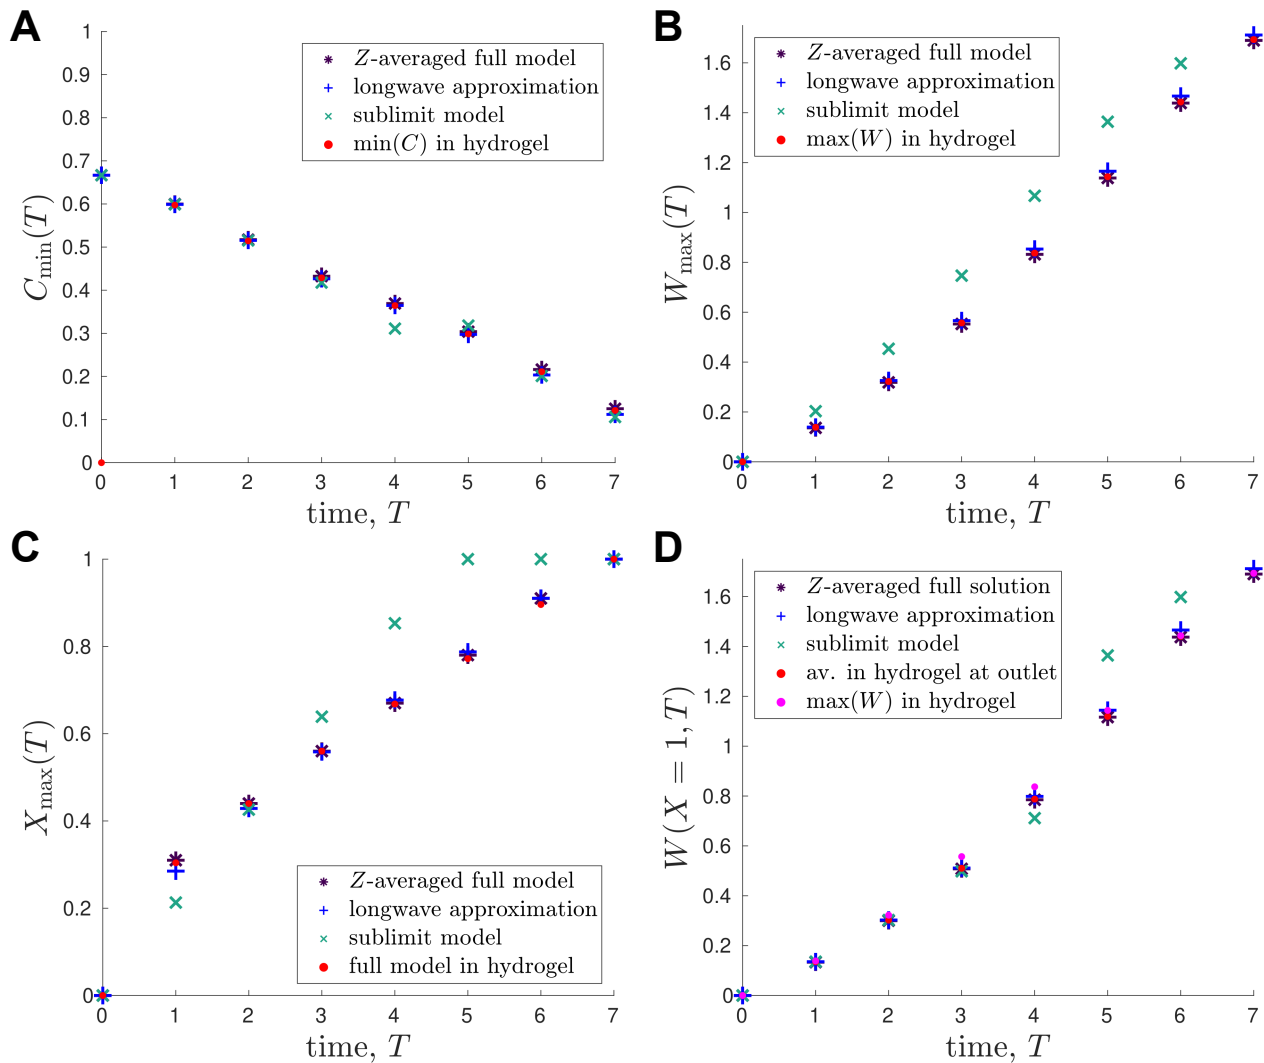 A
1
0.9
0.8
0.7
0.6
0.5
0.4
0.3
0.2
0.1
0
C_min(T)
Z-averaged full model
longwave approximation
sublimit model
min(C) in hydrogel
0 1 2 3 4 5 6 7
time, T
B
1.6
1.4
1.2
1
0.8
0.6
0.4
0.2
0
W_max(T)
Z-averaged full model
longwave approximation
sublimit model
max(W) in hydrogel
0 1 2 3 4 5 6 7
time, T
C
1
0.8
0.6
0.4
0.2
0
X_max(T)
Z-averaged full model
longwave approximation
sublimit model
full model in hydrogel
0 1 2 3 4 5 6 7
time, T
D
1.6
1.4
1.2
1
0.8
0.6
0.4
0.2
0
W(X = 1, T)
Z-averaged full solution
longwave approximation
sublimit model
av. in hydrogel at outlet
max(W) in hydrogel
0 1 2 3 4 5 6 7
time, T